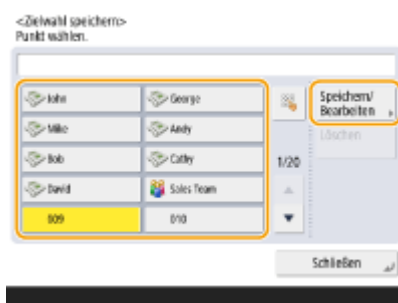 <Zielwahl speichern>
Punkt wählen.
John
George
Mike
Andy
Bob
Cathy
David
Sales Team
009
010
1/20
Speichern/
Bearbeiten
Löschen
Schließen